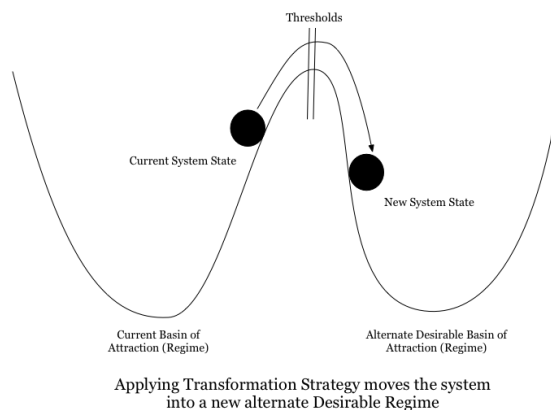 Thresholds
Current System State
New System State
Current Basin of
Attraction (Regime)
Alternate Desirable Basin of
Attraction (Regime)
Applying Transformation Strategy moves the system
into a new alternate Desirable Regime